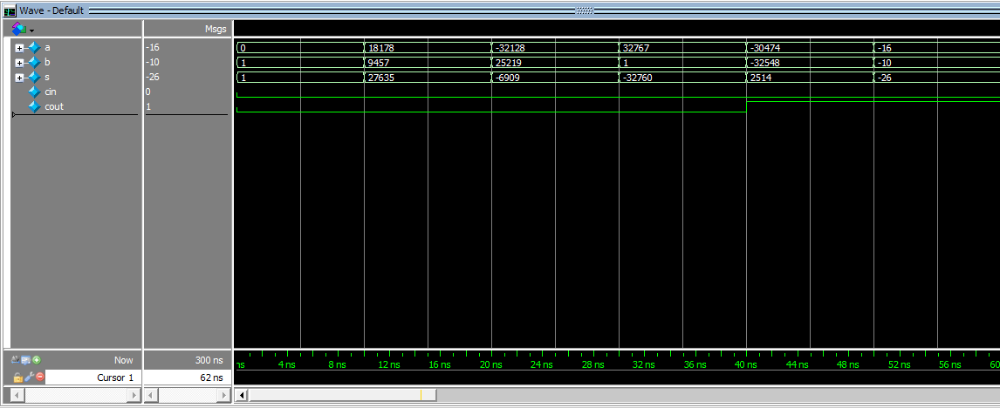 Wave - Default
Msgs
a -16 0 18178 -32128 32767 -30474 -16
b -10 1 9457 25219 1 -32548 -10
s -26 1 27635 -6909 -32760 2514 -26
cin 0
cout 1
Now 300 ns ns 4 ns 8 ns 12 ns 16 ns 20 ns 24 ns 28 ns 32 ns 36 ns 40 ns 44 ns 48 ns 52 ns 56 ns 60
Cursor 1 62 ns